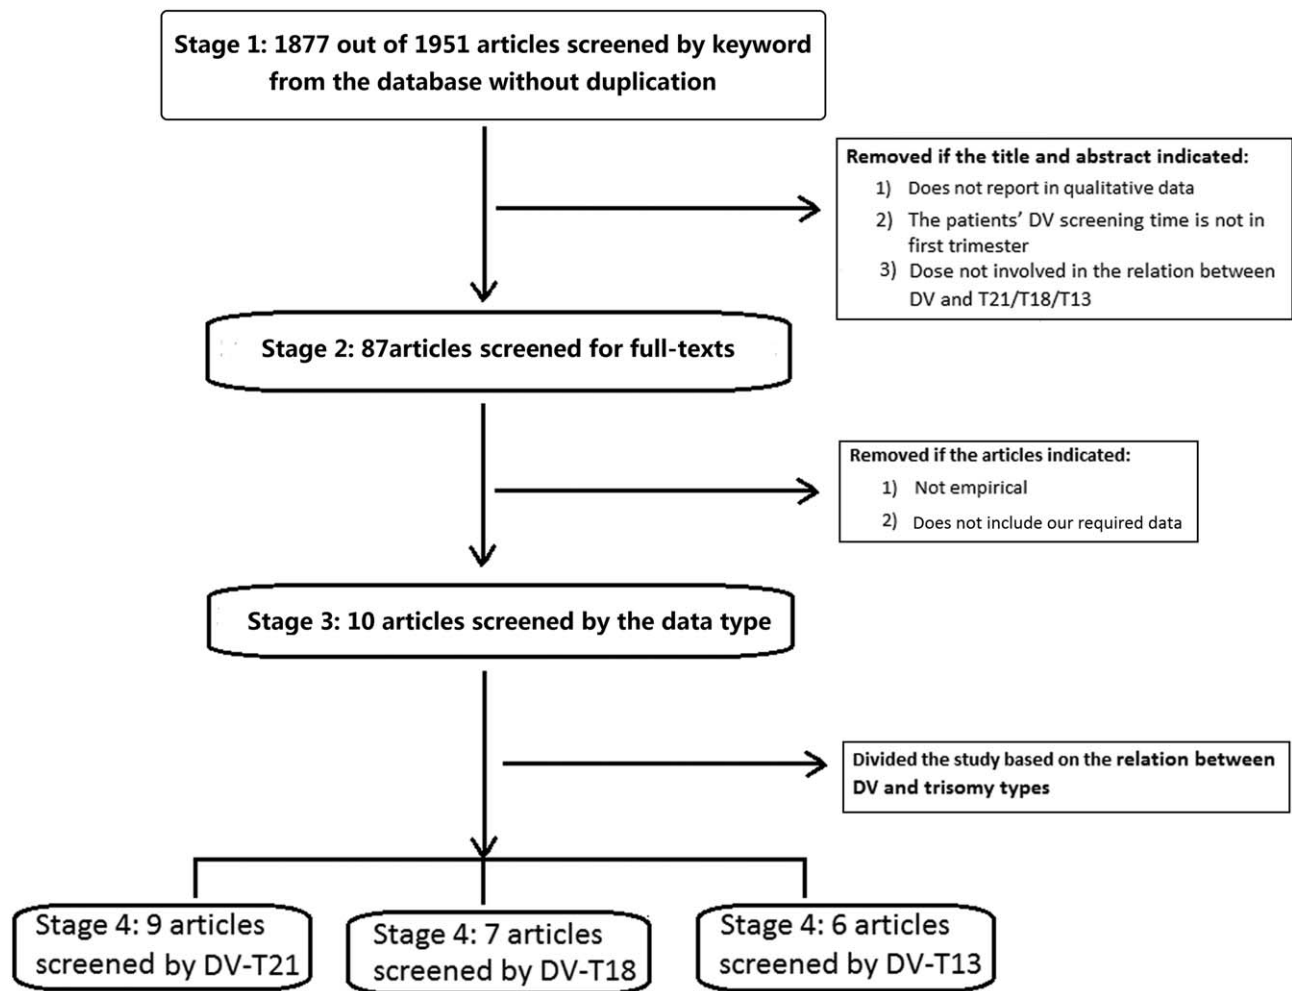 Stage 1: 1877 out of 1951 articles screened by keyword
from the database without duplication
Removed if the title and abstract indicated:
1) Does not report in qualitative data
2) The patients' DV screening time is not in
first trimester
3) Dose not involved in the relation between
DV and T21/T18/T13
Stage 2: 87articles screened for full-texts
Removed if the articles indicated:
1) Not empirical
2) Does not include our required data
Stage 3: 10 articles screened by the data type
Divided the study based on the relation between
DV and trisomy types
Stage 4: 9 articles
screened by DV-T21
Stage 4: 7 articles
screened by DV-T18
Stage 4: 6 articles
screened by DV-T13